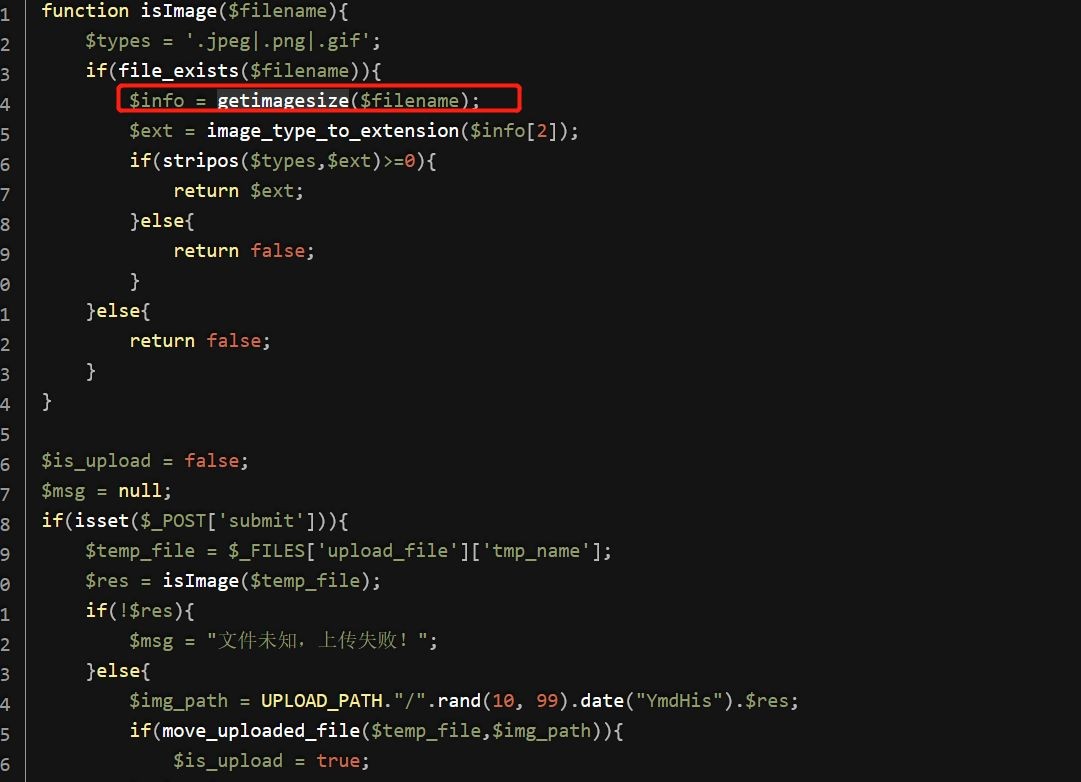 1 function isImage($filename){
2     $types = '.jpeg|.png|.gif';
3     if(file_exists($filename)){
4         $info = getimagesize($filename);
5         $ext = image_type_to_extension($info[2]);
6         if(stripos($types,$ext)>=0){
7             return $ext;
8         }else{
9             return false;
0         }
1     }else{
2         return false;
3     }
4 }
5
6 $is_upload = false;
7 $msg = null;
8 if(isset($_POST['submit'])){
9     $temp_file = $_FILES['upload_file']['tmp_name'];
0     $res = isImage($temp_file);
1     if(!$res){
2         $msg = "文件未知，上传失败！";
3     }else{
4         $img_path = UPLOAD_PATH."/".rand(10, 99).date("YmdHis").$res;
5         if(move_uploaded_file($temp_file,$img_path)){
6             $is_upload = true;